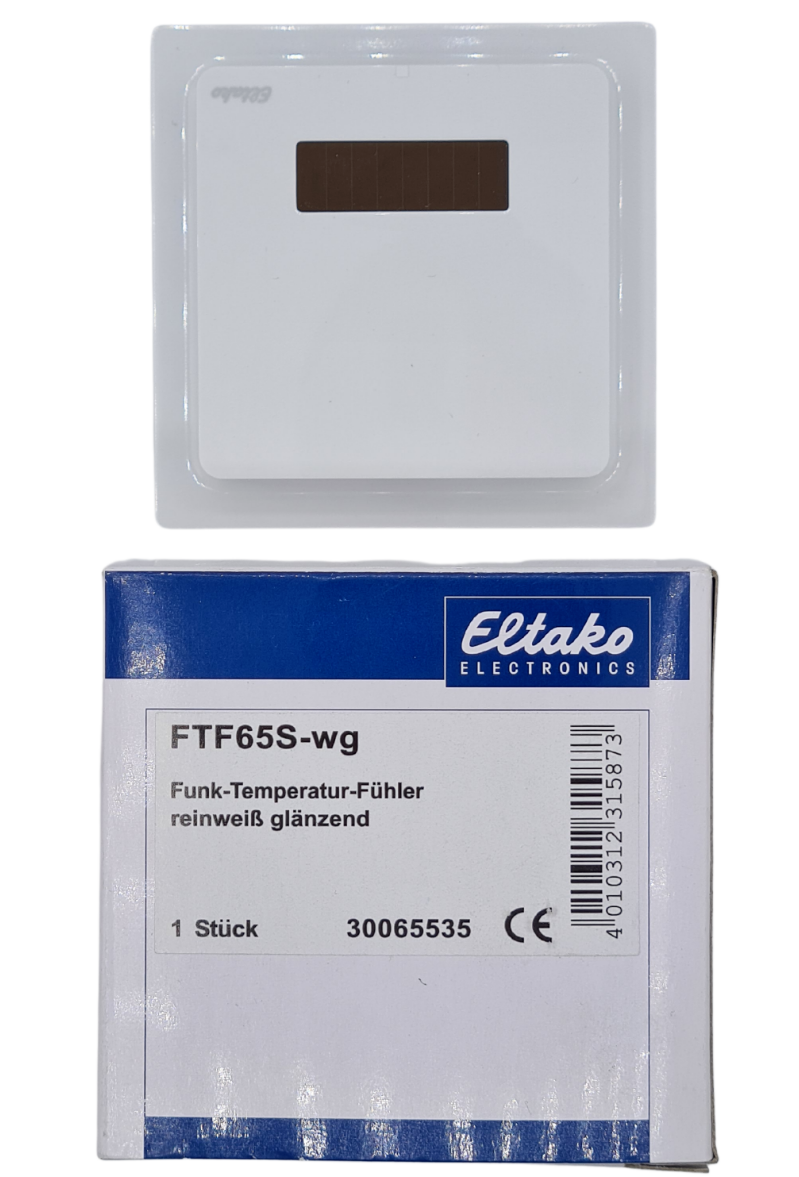 Eltako
Eltako
ELECTRONICS
FTF65S-wg
Funk-Temperatur-Fühler
reinweiß glänzend
1 Stück 30065535 CE
4 010312 315873